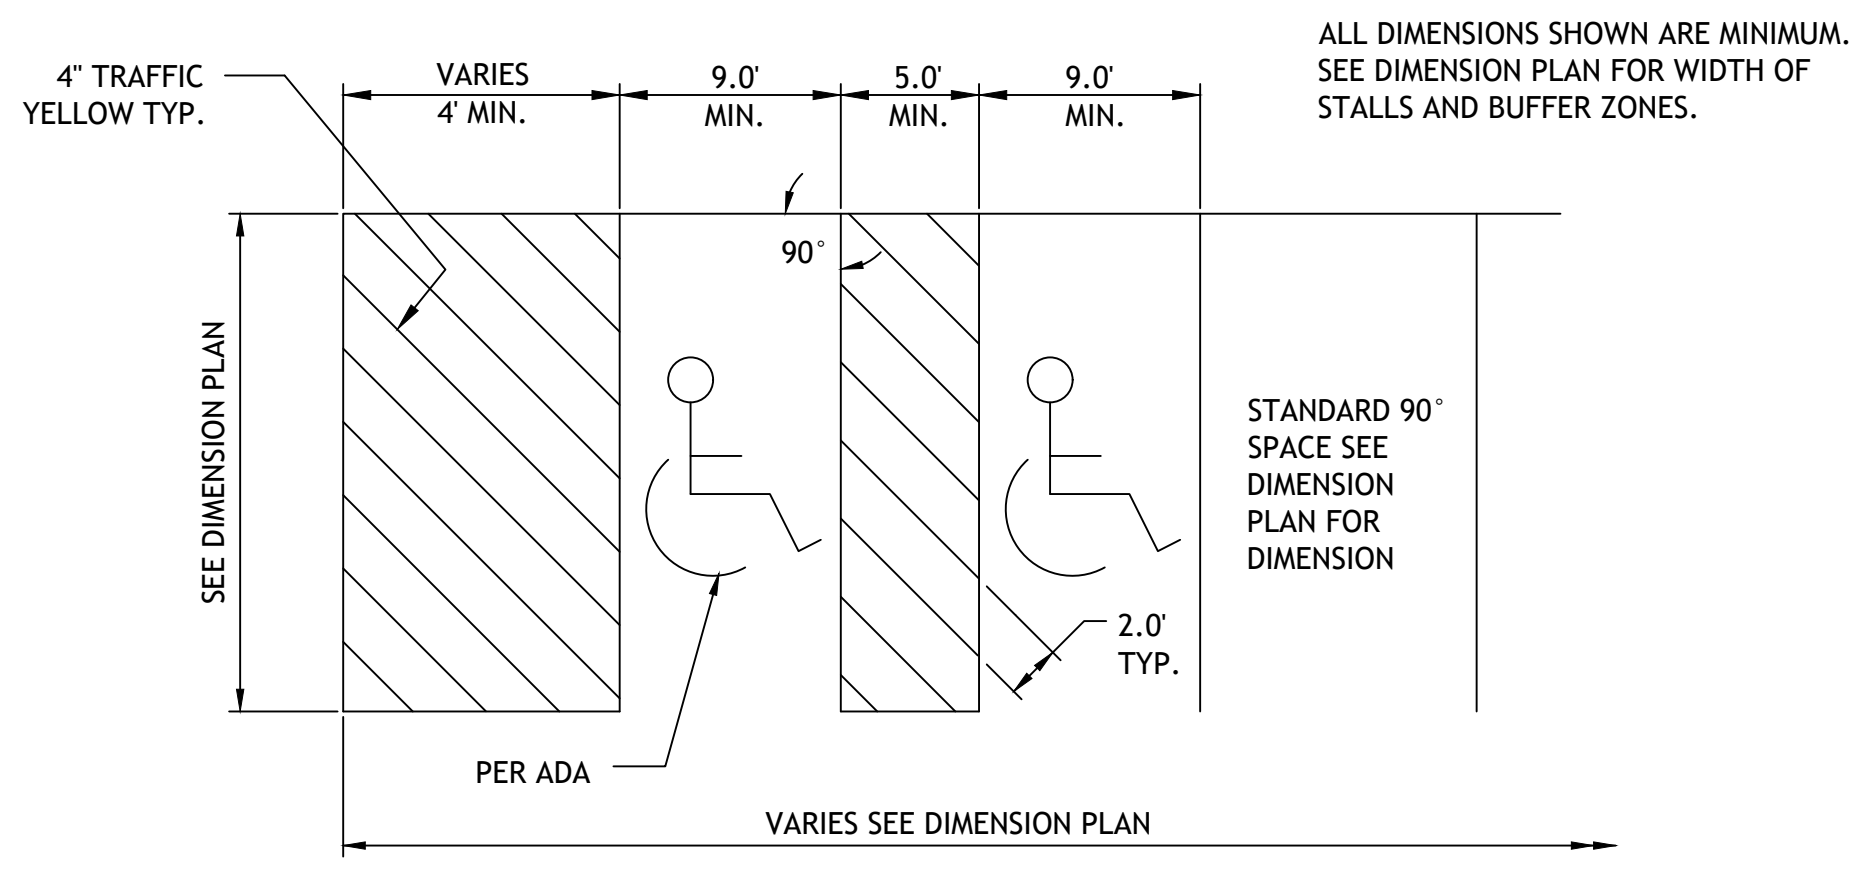 ALL DIMENSIONS SHOWN ARE MINIMUM.
SEE DIMENSION PLAN FOR WIDTH OF
STALLS AND BUFFER ZONES.
4" TRAFFIC
YELLOW TYP.
VARIES
4' MIN.
9.0'
MIN.
5.0'
MIN.
9.0'
MIN.
90°
SEE DIMENSION PLAN
STANDARD 90°
SPACE SEE
DIMENSION
PLAN FOR
DIMENSION
2.0'
TYP.
PER ADA
VARIES SEE DIMENSION PLAN